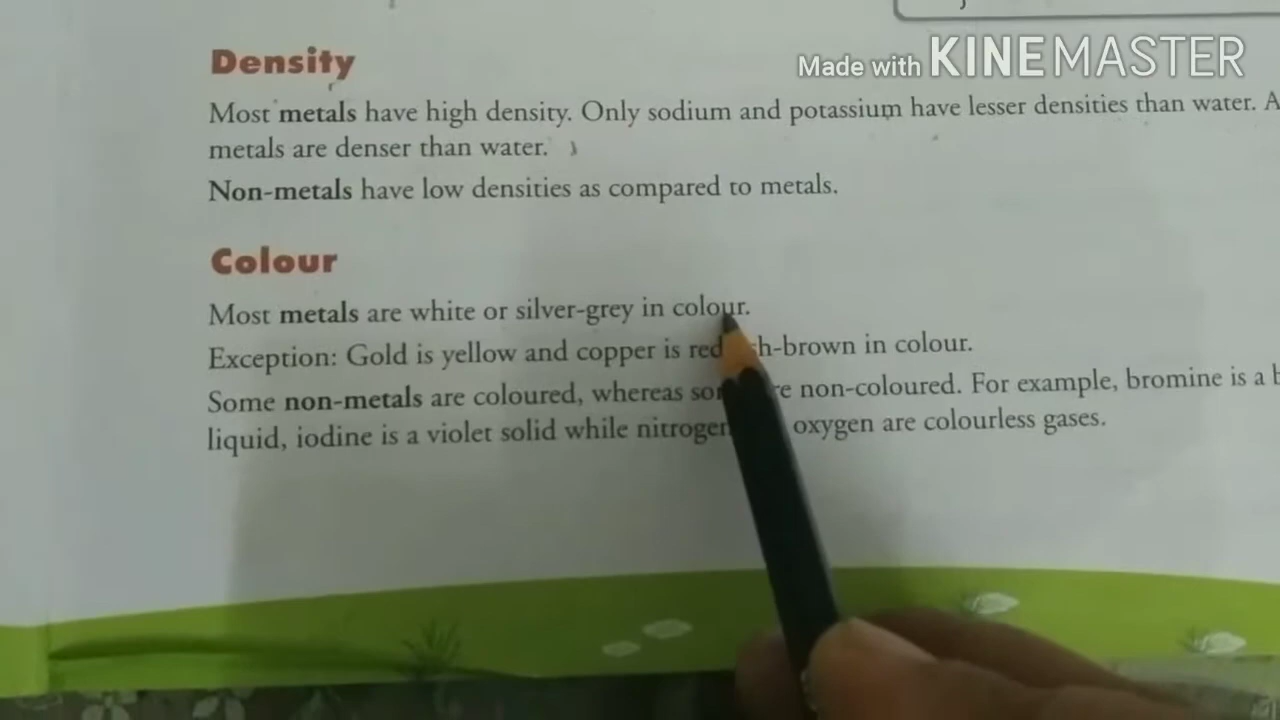 Made with KINEMASTER
Density
Most metals have high density. Only sodium and potassium have lesser densities than water.
metals are denser than water.
Non-metals have low densities as compared to metals.
Colour
Most metals are white or silver-grey in colour.
Exception: Gold is yellow and copper is reddish-brown in colour.
Some non-metals are coloured, whereas some are non-coloured. For example, bromine is a
liquid, iodine is a violet solid while nitrogen oxygen are colourless gases.